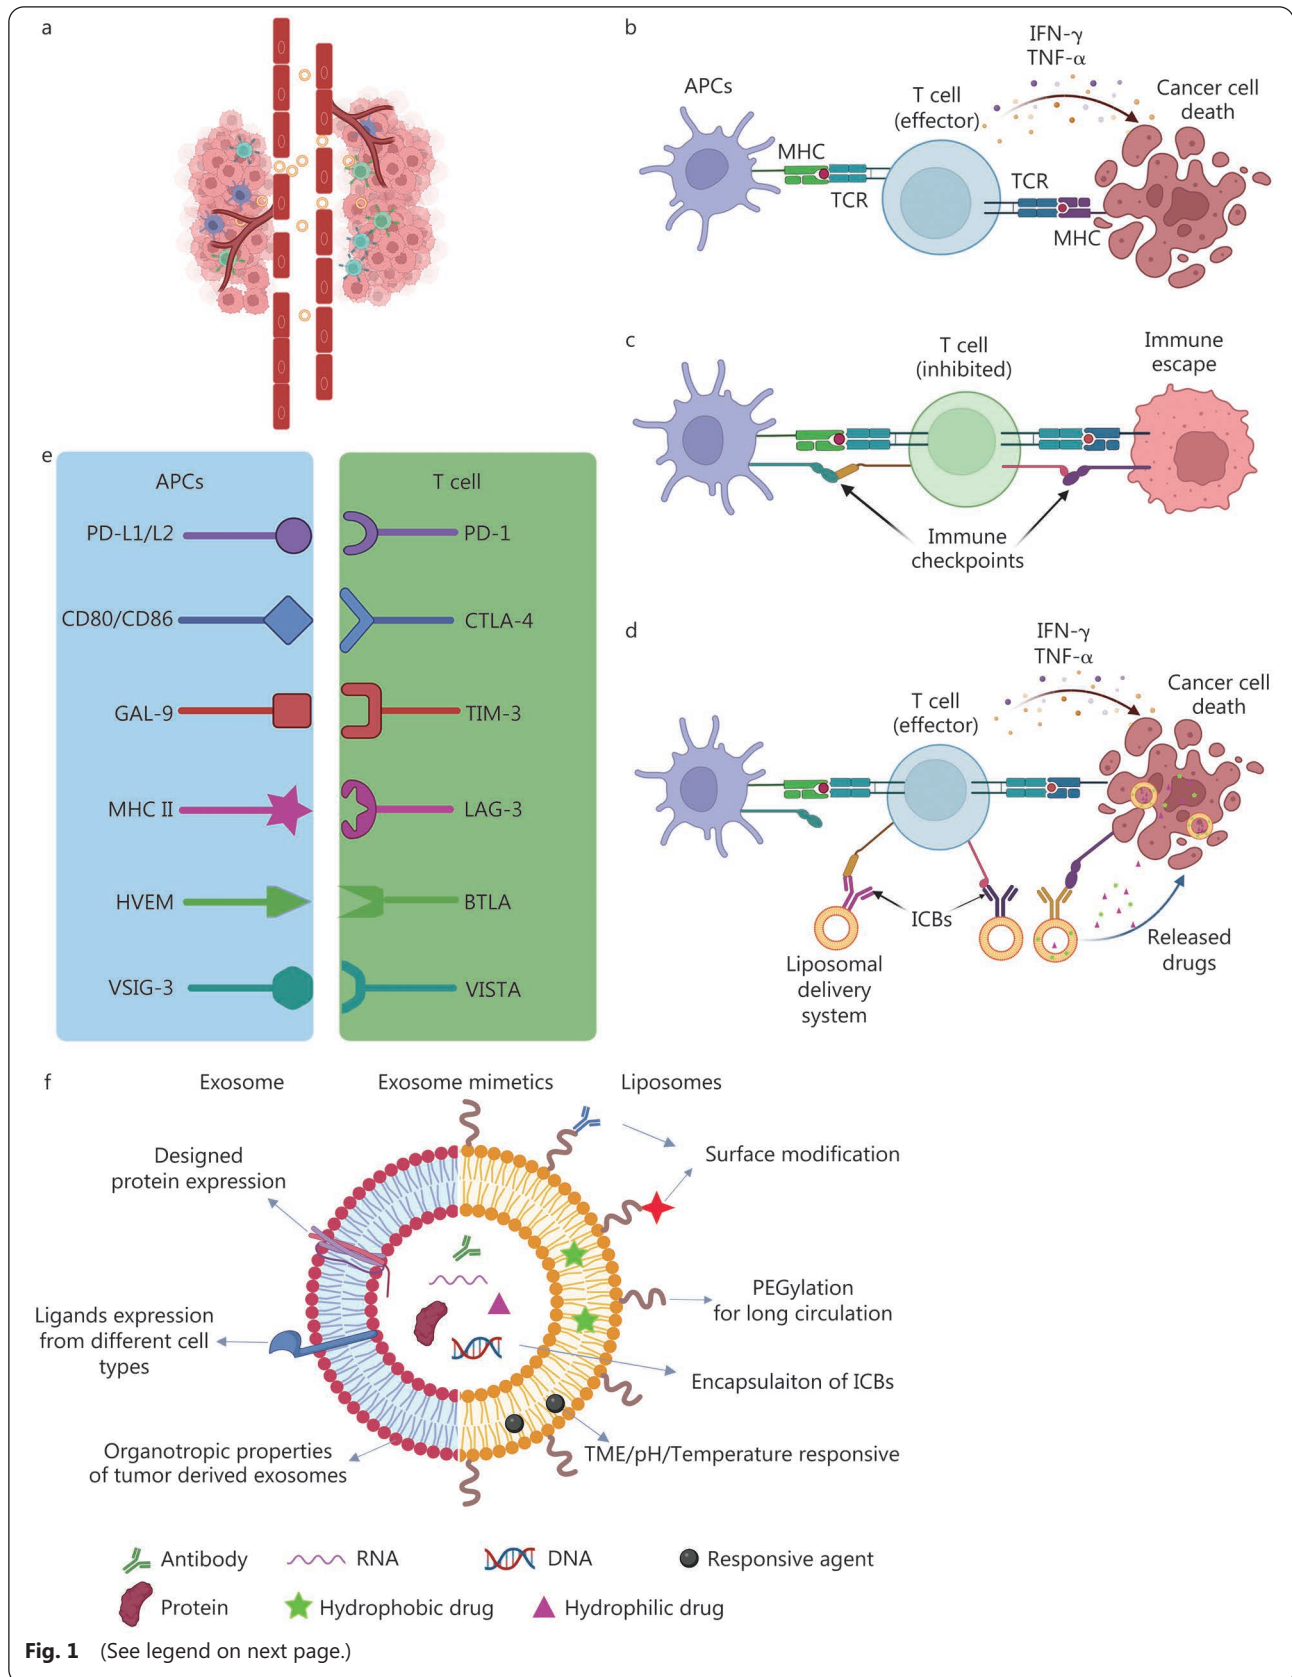 a
b
IFN-γ
TNF-α
APCs
T cell
(effector)
Cancer cell
death
MHC
TCR
TCR
MHC
c
T cell
(inhibited)
Immune
escape
Immune
checkpoints
d
IFN-γ
TNF-α
T cell
(effector)
Cancer cell
death
ICBs
Liposomal
delivery
system
Released
drugs
e
APCs
T cell
PD-L1/L2
PD-1
CD80/CD86
CTLA-4
GAL-9
TIM-3
MHC II
LAG-3
HVEM
BTLA
VSIG-3
VISTA
f
Exosome
Exosome mimetics
Liposomes
Designed
protein expression
Surface modification
Ligands expression
from different cell
types
PEGylation
for long circulation
Encapsulaiton of ICBs
Organotropic properties
of tumor derived exosomes
TME/pH/Temperature responsive
Antibody
RNA
DNA
Responsive agent
Protein
Hydrophobic drug
Hydrophilic drug
Fig. 1 (See legend on next page.)